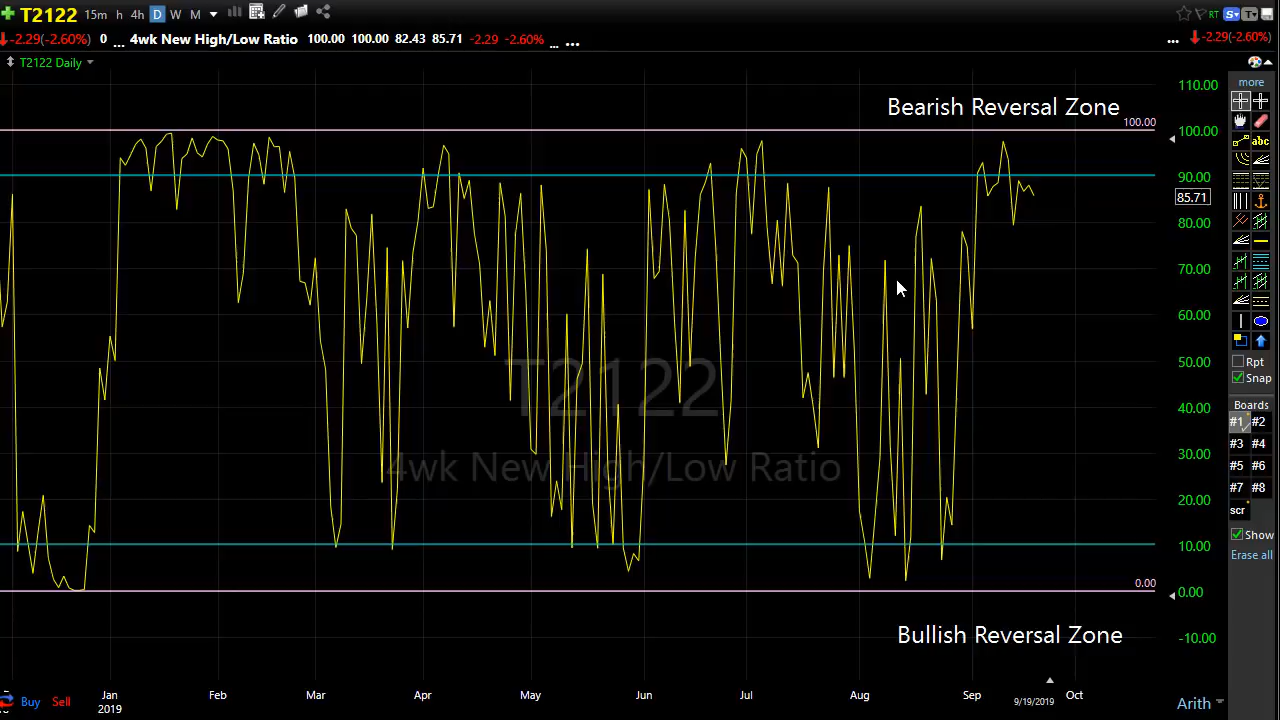 T2122 15m h 4h D W M RT S T
-2.29(-2.60%) 0 ... 4wk New High/Low Ratio 100.00 100.00 82.43 85.71 -2.29 -2.60% ... ... ... -2.29(-2.60%)
T2122 Daily
more
110.00
Bearish Reversal Zone
100.00
100.00
abc
90.00
85.71
80.00
70.00
60.00
50.00
40.00
30.00
20.00
10.00
0.00
0.00
-10.00
T2122
4wk New High/Low Ratio
Bullish Reversal Zone
Rpt
Snap
Boards
#1 #2
#3 #4
#5 #6
#7 #8
scr
Show
Erase all
Buy Sell
Jan Feb Mar Apr May Jun Jul Aug Sep Oct
2019 9/19/2019
Arith